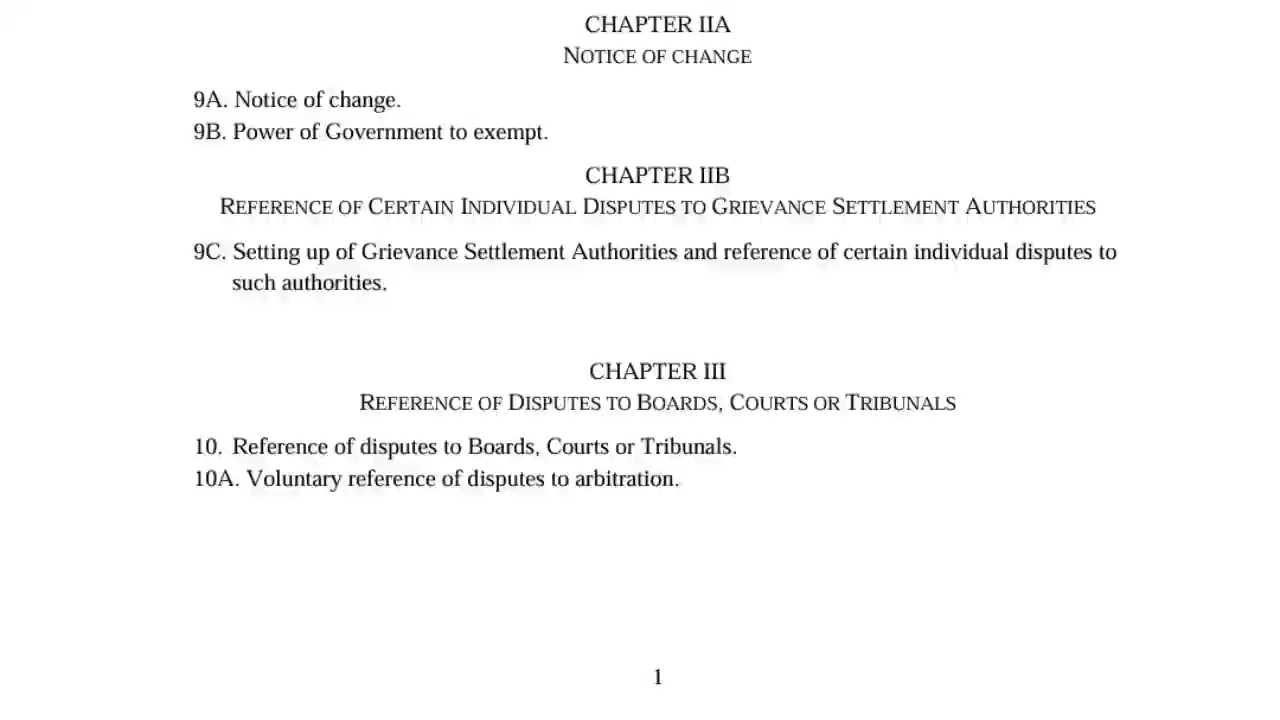 CHAPTER IIA
NOTICE OF CHANGE
9A. Notice of change.
9B. Power of Government to exempt.
CHAPTER IIB
REFERENCE OF CERTAIN INDIVIDUAL DISPUTES TO GRIEVANCE SETTLEMENT AUTHORITIES
9C. Setting up of Grievance Settlement Authorities and reference of certain individual disputes to
such authorities.
CHAPTER III
REFERENCE OF DISPUTES TO BOARDS, COURTS OR TRIBUNALS
10. Reference of disputes to Boards, Courts or Tribunals.
10A. Voluntary reference of disputes to arbitration.
1